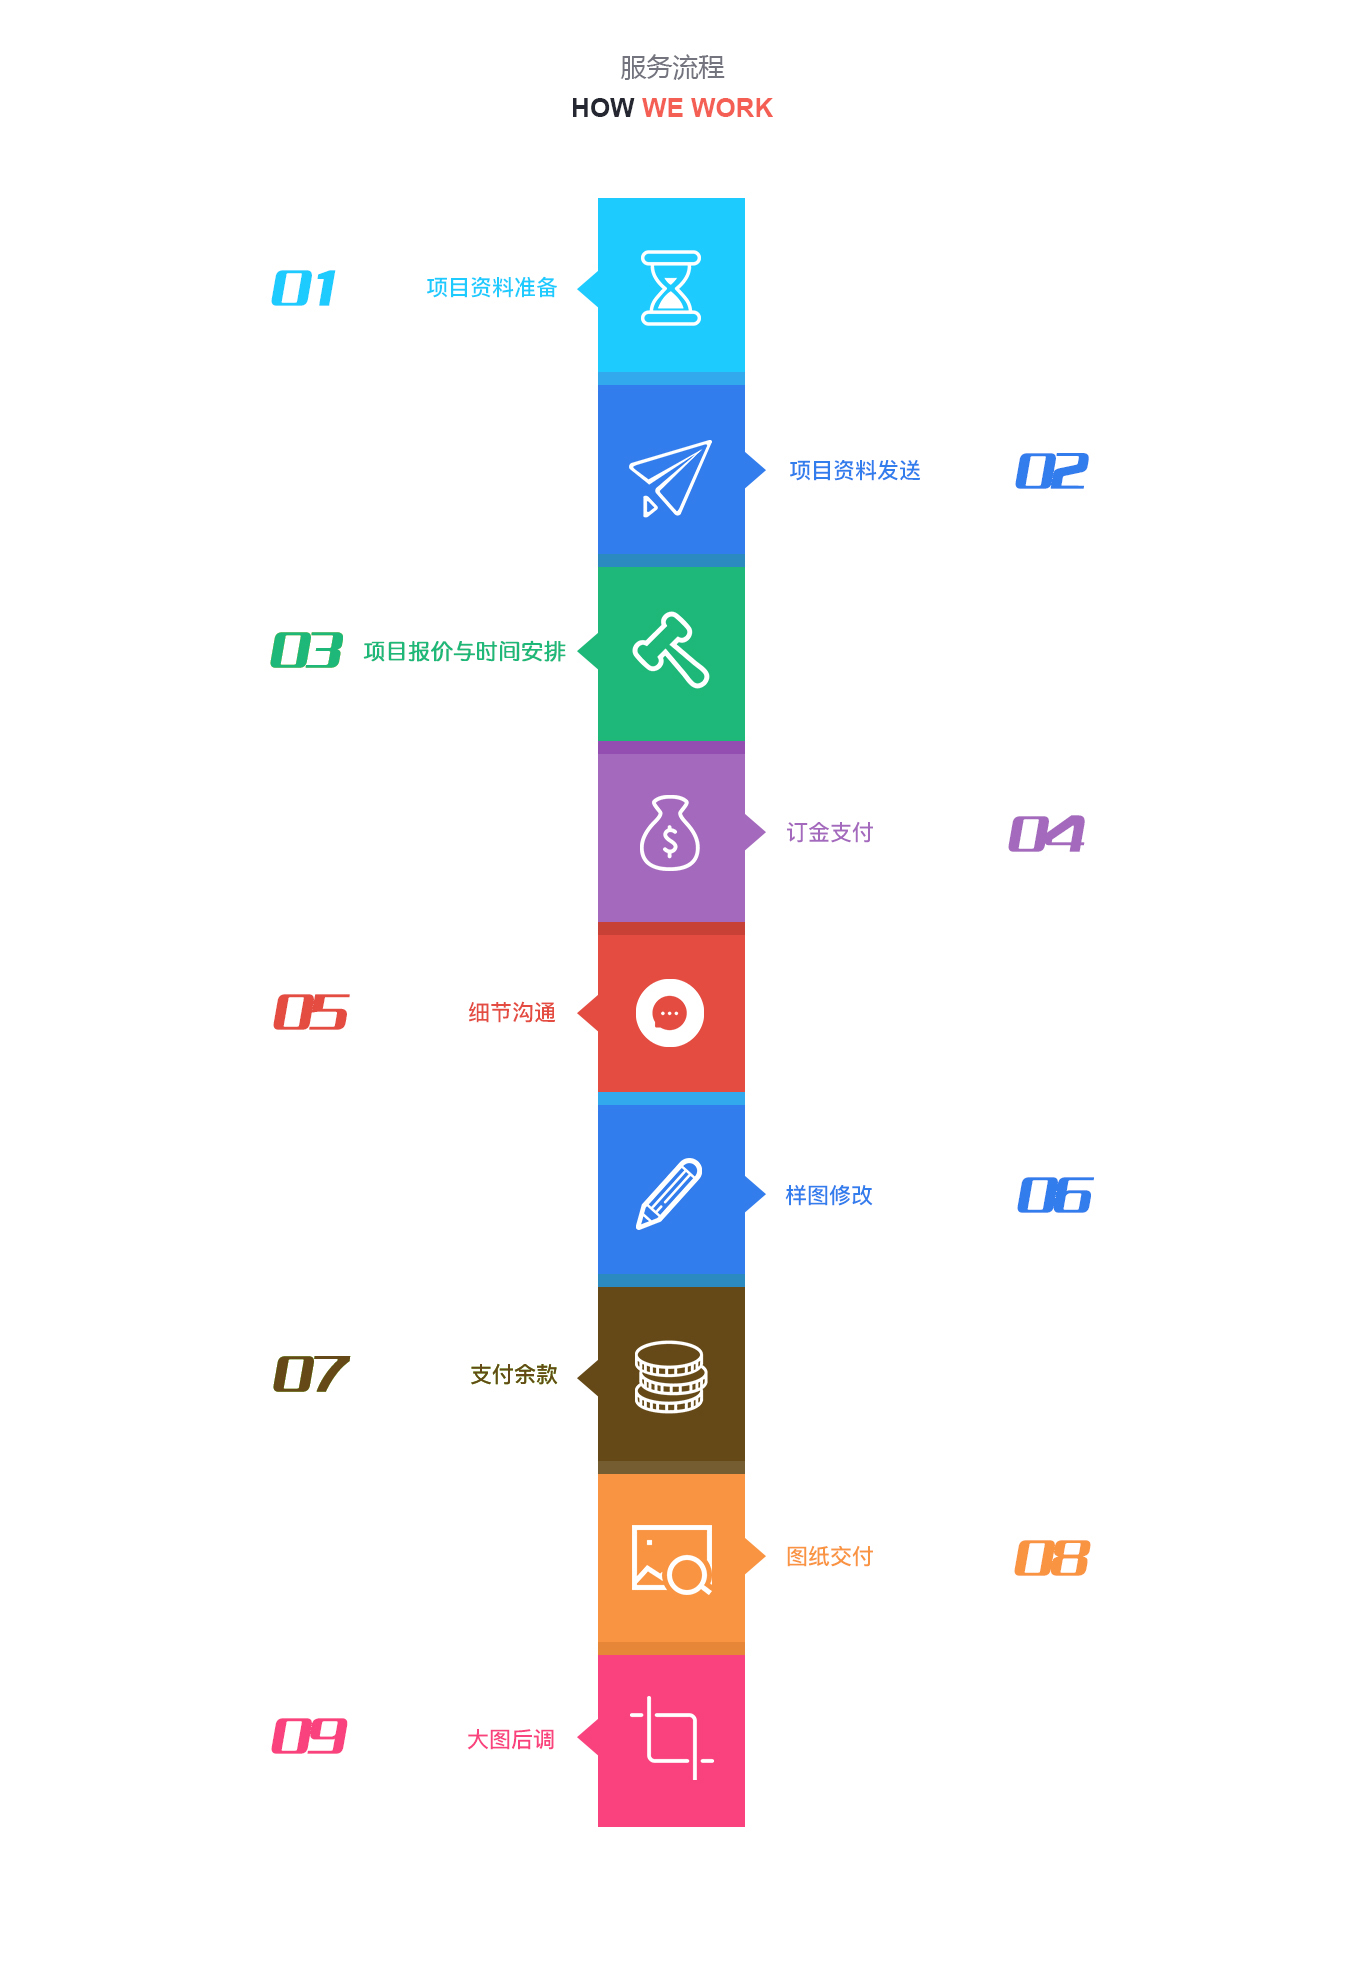 服务流程
HOW WE WORK
01 项目资料准备
项目资料发送 02
03 项目报价与时间安排
订金支付 04
05 细节沟通
样图修改 06
07 支付余款
图纸交付 08
09 大图后调